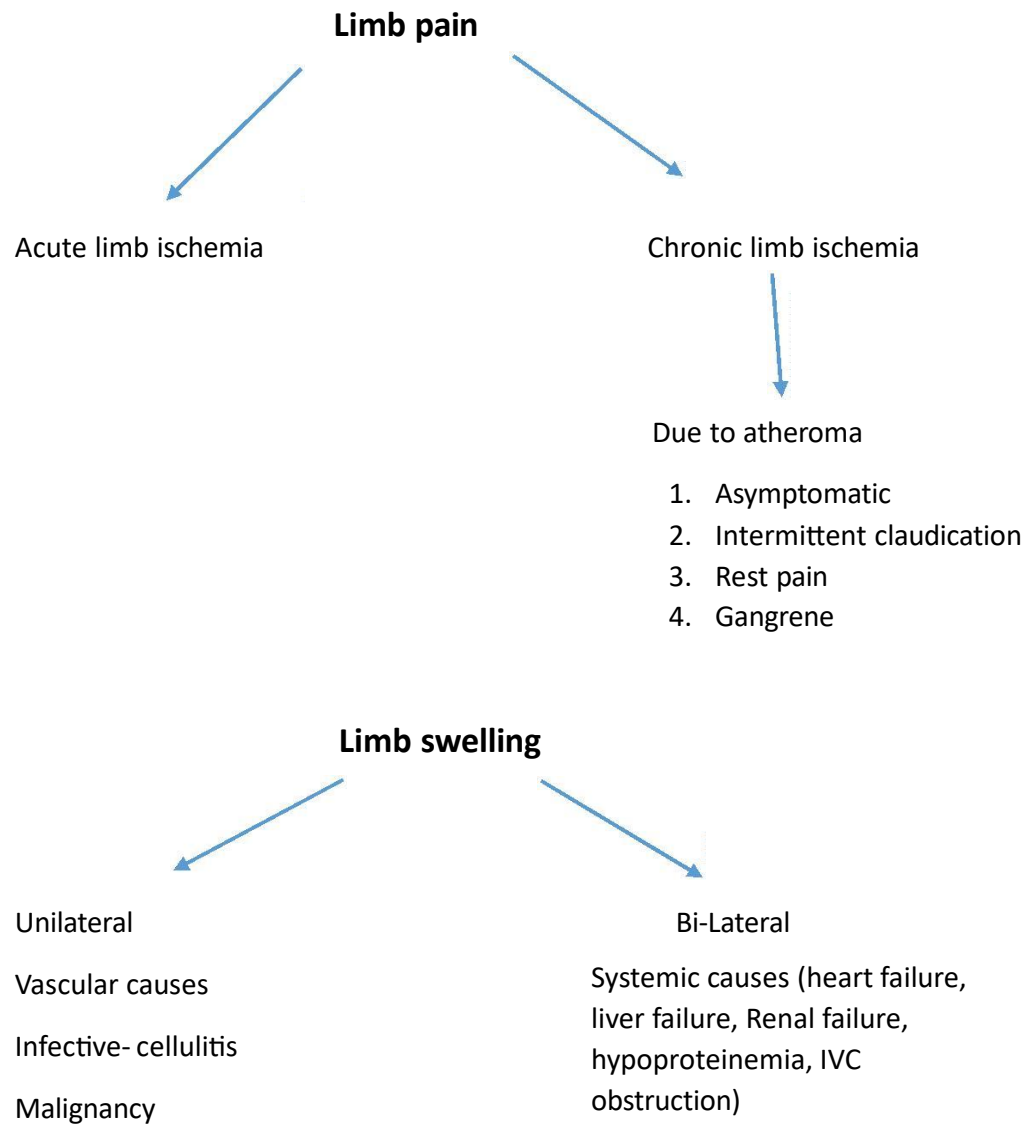 Limb pain
Acute limb ischemia
Chronic limb ischemia
Due to atheroma
1. Asymptomatic
2. Intermittent claudication
3. Rest pain
4. Gangrene
Limb swelling
Unilateral
Vascular causes
Infective- cellulitis
Malignancy
Bi-Lateral
Systemic causes (heart failure,
liver failure, Renal failure,
hypoproteinemia, IVC
obstruction)